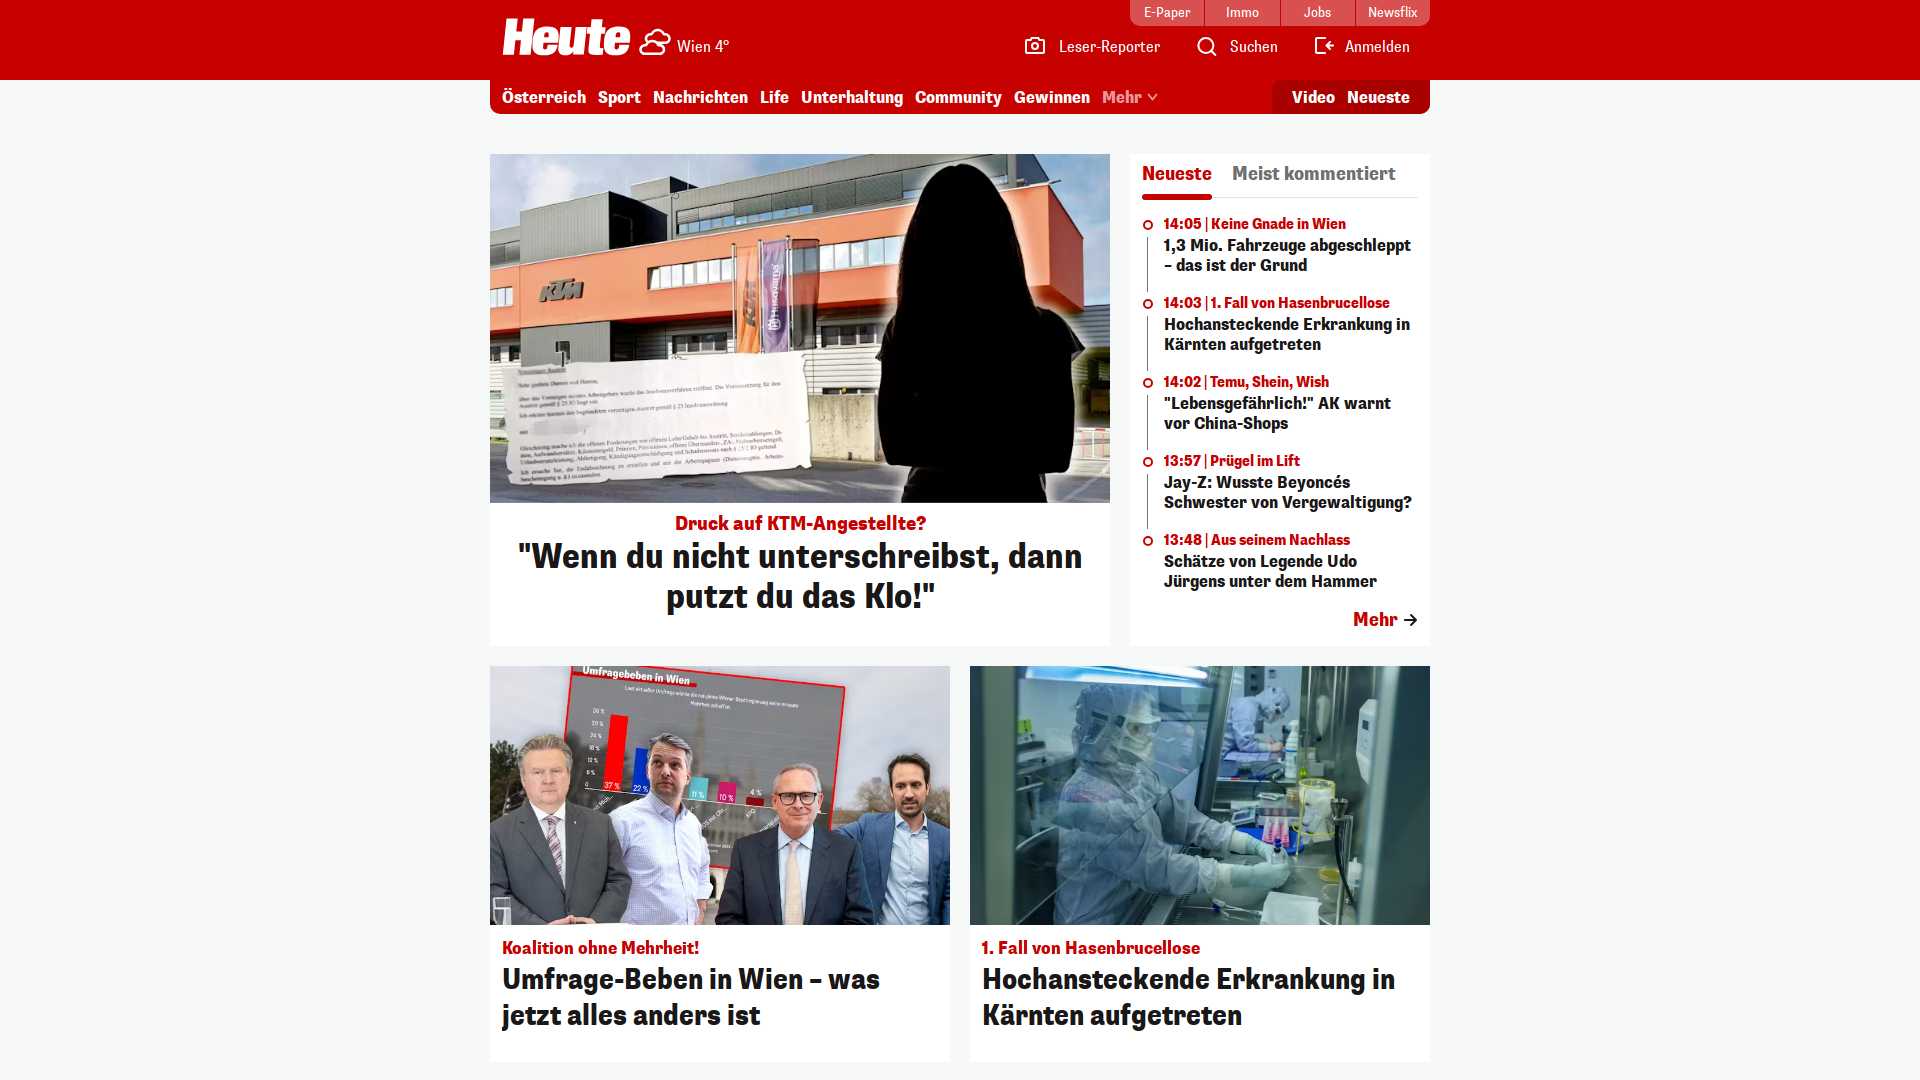 E-Paper
Immo
Jobs
Newsflix
Heute
Wien 4°
Leser-Reporter
Suchen
Anmelden
Österreich
Sport
Nachrichten
Life
Unterhaltung
Community
Gewinnen
Mehr
Video
Neueste
KTM
Husqvarna
Druck auf KTM-Angestellte?
"Wenn du nicht unterschreibst, dann
putzt du das Klo!"
Neueste
Meist kommentiert
14:05 | Keine Gnade in Wien
1,3 Mio. Fahrzeuge abgeschleppt
– das ist der Grund
14:03 | 1. Fall von Hasenbrucellose
Hochansteckende Erkrankung in
Kärnten aufgetreten
14:02 | Temu, Shein, Wish
"Lebensgefährlich!" AK warnt
vor China-Shops
13:57 | Prügel im Lift
Jay-Z: Wusste Beyoncés
Schwester von Vergewaltigung?
13:48 | Aus seinem Nachlass
Schätze von Legende Udo
Jürgens unter dem Hammer
Mehr
Umfragebeben in Wien
37 %
22 %
11 %
10 %
4 %
Koalition ohne Mehrheit!
Umfrage-Beben in Wien – was
jetzt alles anders ist
1. Fall von Hasenbrucellose
Hochansteckende Erkrankung in
Kärnten aufgetreten